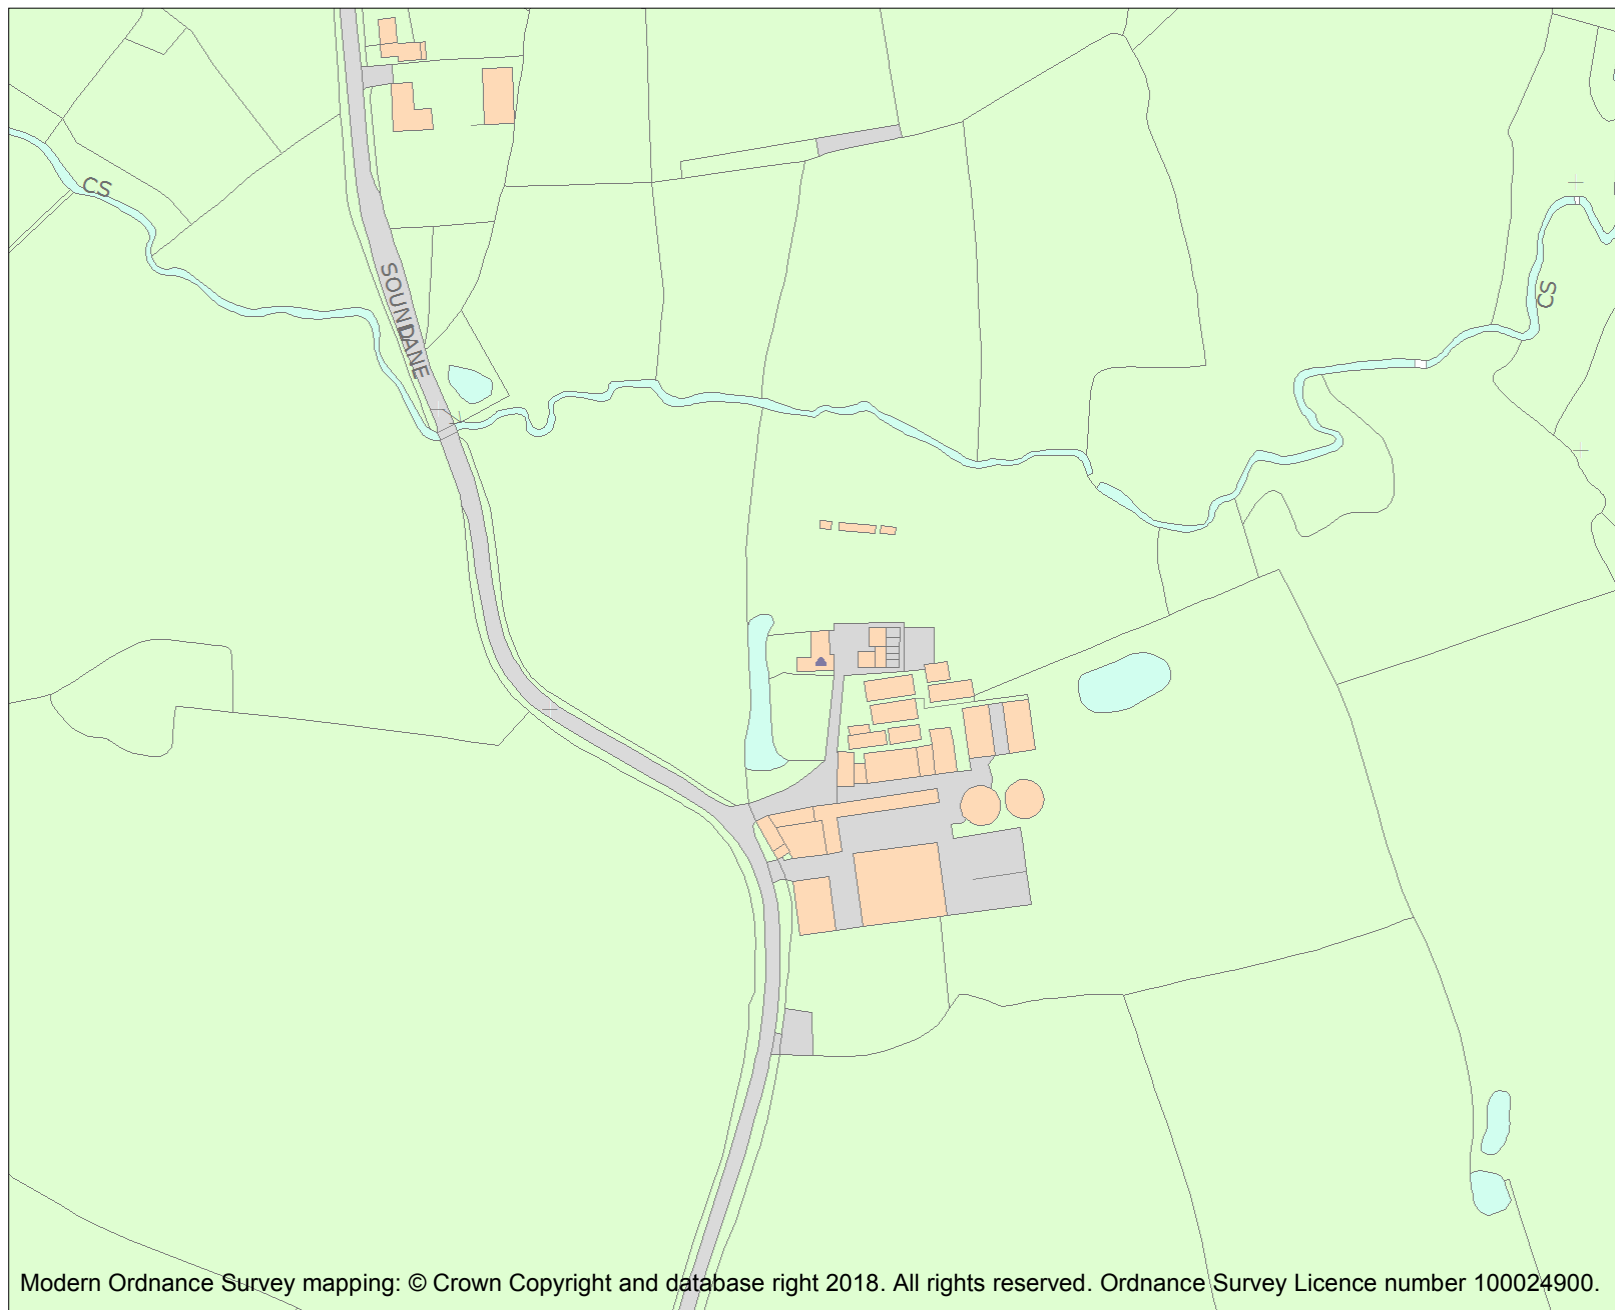 CS
SOUND LANE
CS
Modern Ordnance Survey mapping: © Crown Copyright and database right 2018. All rights reserved. Ordnance Survey Licence number 100024900.